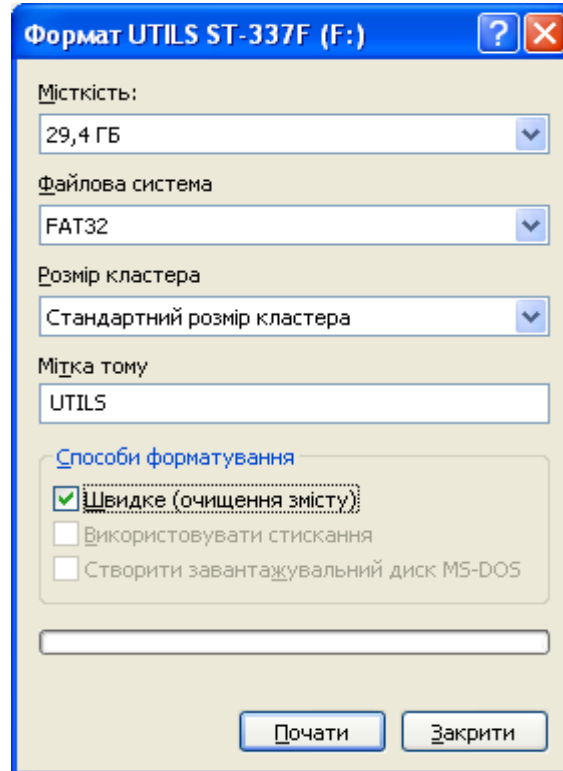 Формат UTILS ST-337F (F:)
Місткість:
29,4 ГБ
Файлова система
FAT32
Розмір кластера
Стандартний розмір кластера
Мітка тому
UTILS
Способи форматування
Швидке (очищення змісту)
Використовувати стискання
Створити завантажувальний диск MS-DOS
Почати Закрити